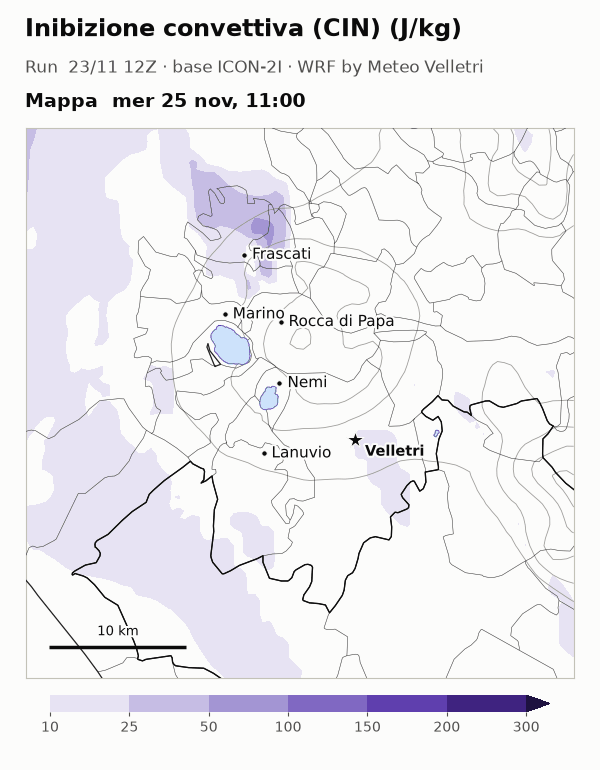 Inibizione convettiva (CIN) (J/kg)
Run  23/11 12Z · base ICON-2I · WRF by Meteo Velletri
Mappa  mer 25 nov, 11:00
Frascati
Marino
Rocca di Papa
Nemi
Velletri
Lanuvio
10 km
10 25 50 100 150 200 300